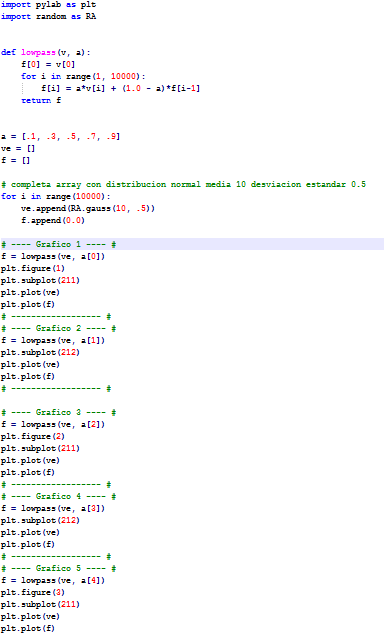 import pylab as plt
import random as RA
def lowpass(v, a):
    f[0] = v[0]
    for i in range(1, 10000):
        f[i] = a*v[i] + (1.0 - a)*f[i-1]
    return f
a = [.1, .3, .5, .7, .9]
ve = []
f = []
# completa array con distribucion normal media 10 desviacion estandar 0.5
for i in range(10000):
    ve.append(RA.gauss(10, .5))
    f.append(0.0)
# ---- Grafico 1 ---- #
f = lowpass(ve, a[0])
plt.figure(1)
plt.subplot(211)
plt.plot(ve)
plt.plot(f)
# ------------------ #
# ---- Grafico 2 ---- #
f = lowpass(ve, a[1])
plt.subplot(212)
plt.plot(ve)
plt.plot(f)
# ------------------ #
# ---- Grafico 3 ---- #
f = lowpass(ve, a[2])
plt.figure(2)
plt.subplot(211)
plt.plot(ve)
plt.plot(f)
# ------------------ #
# ---- Grafico 4 ---- #
f = lowpass(ve, a[3])
plt.subplot(212)
plt.plot(ve)
plt.plot(f)
# ------------------ #
# ---- Grafico 5 ---- #
f = lowpass(ve, a[4])
plt.figure(3)
plt.subplot(211)
plt.plot(ve)
plt.plot(f)